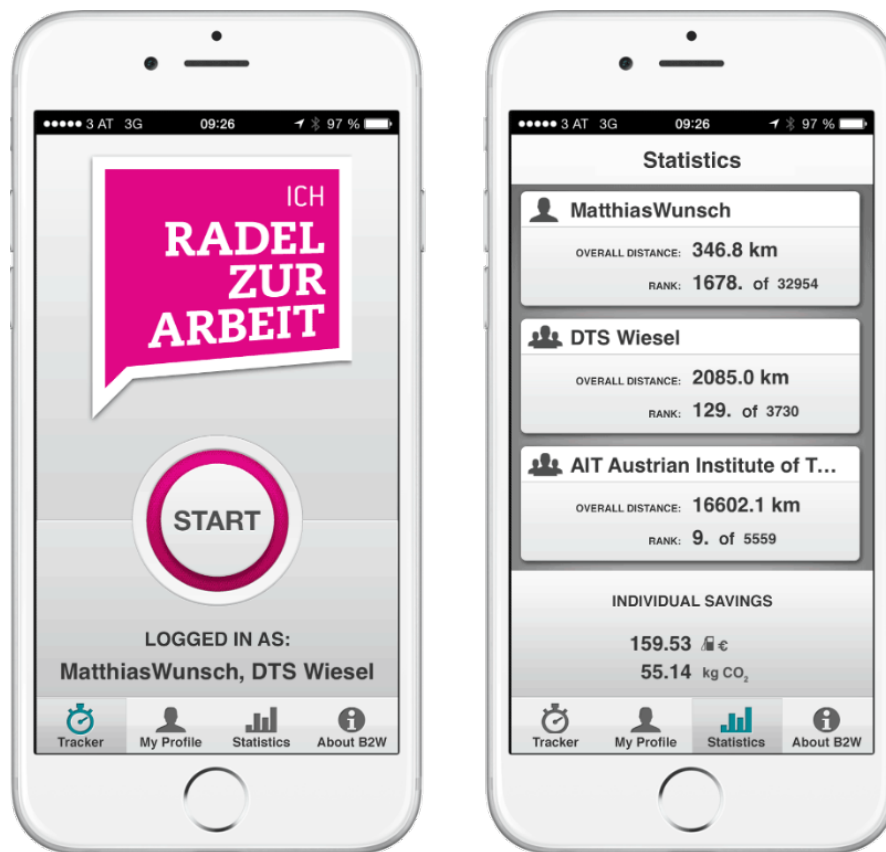 3 AT 3G 09:26 97 %
ICH
RADEL
ZUR
ARBEIT
START
LOGGED IN AS:
MatthiasWunsch, DTS Wiesel
Tracker My Profile Statistics About B2W
3 AT 3G 09:26 97 %
Statistics
MatthiasWunsch
OVERALL DISTANCE: 346.8 km
RANK: 1678. of 32954
DTS Wiesel
OVERALL DISTANCE: 2085.0 km
RANK: 129. of 3730
AIT Austrian Institute of T...
OVERALL DISTANCE: 16602.1 km
RANK: 9. of 5559
INDIVIDUAL SAVINGS
159.53 €
55.14 kg CO₂
Tracker My Profile Statistics About B2W